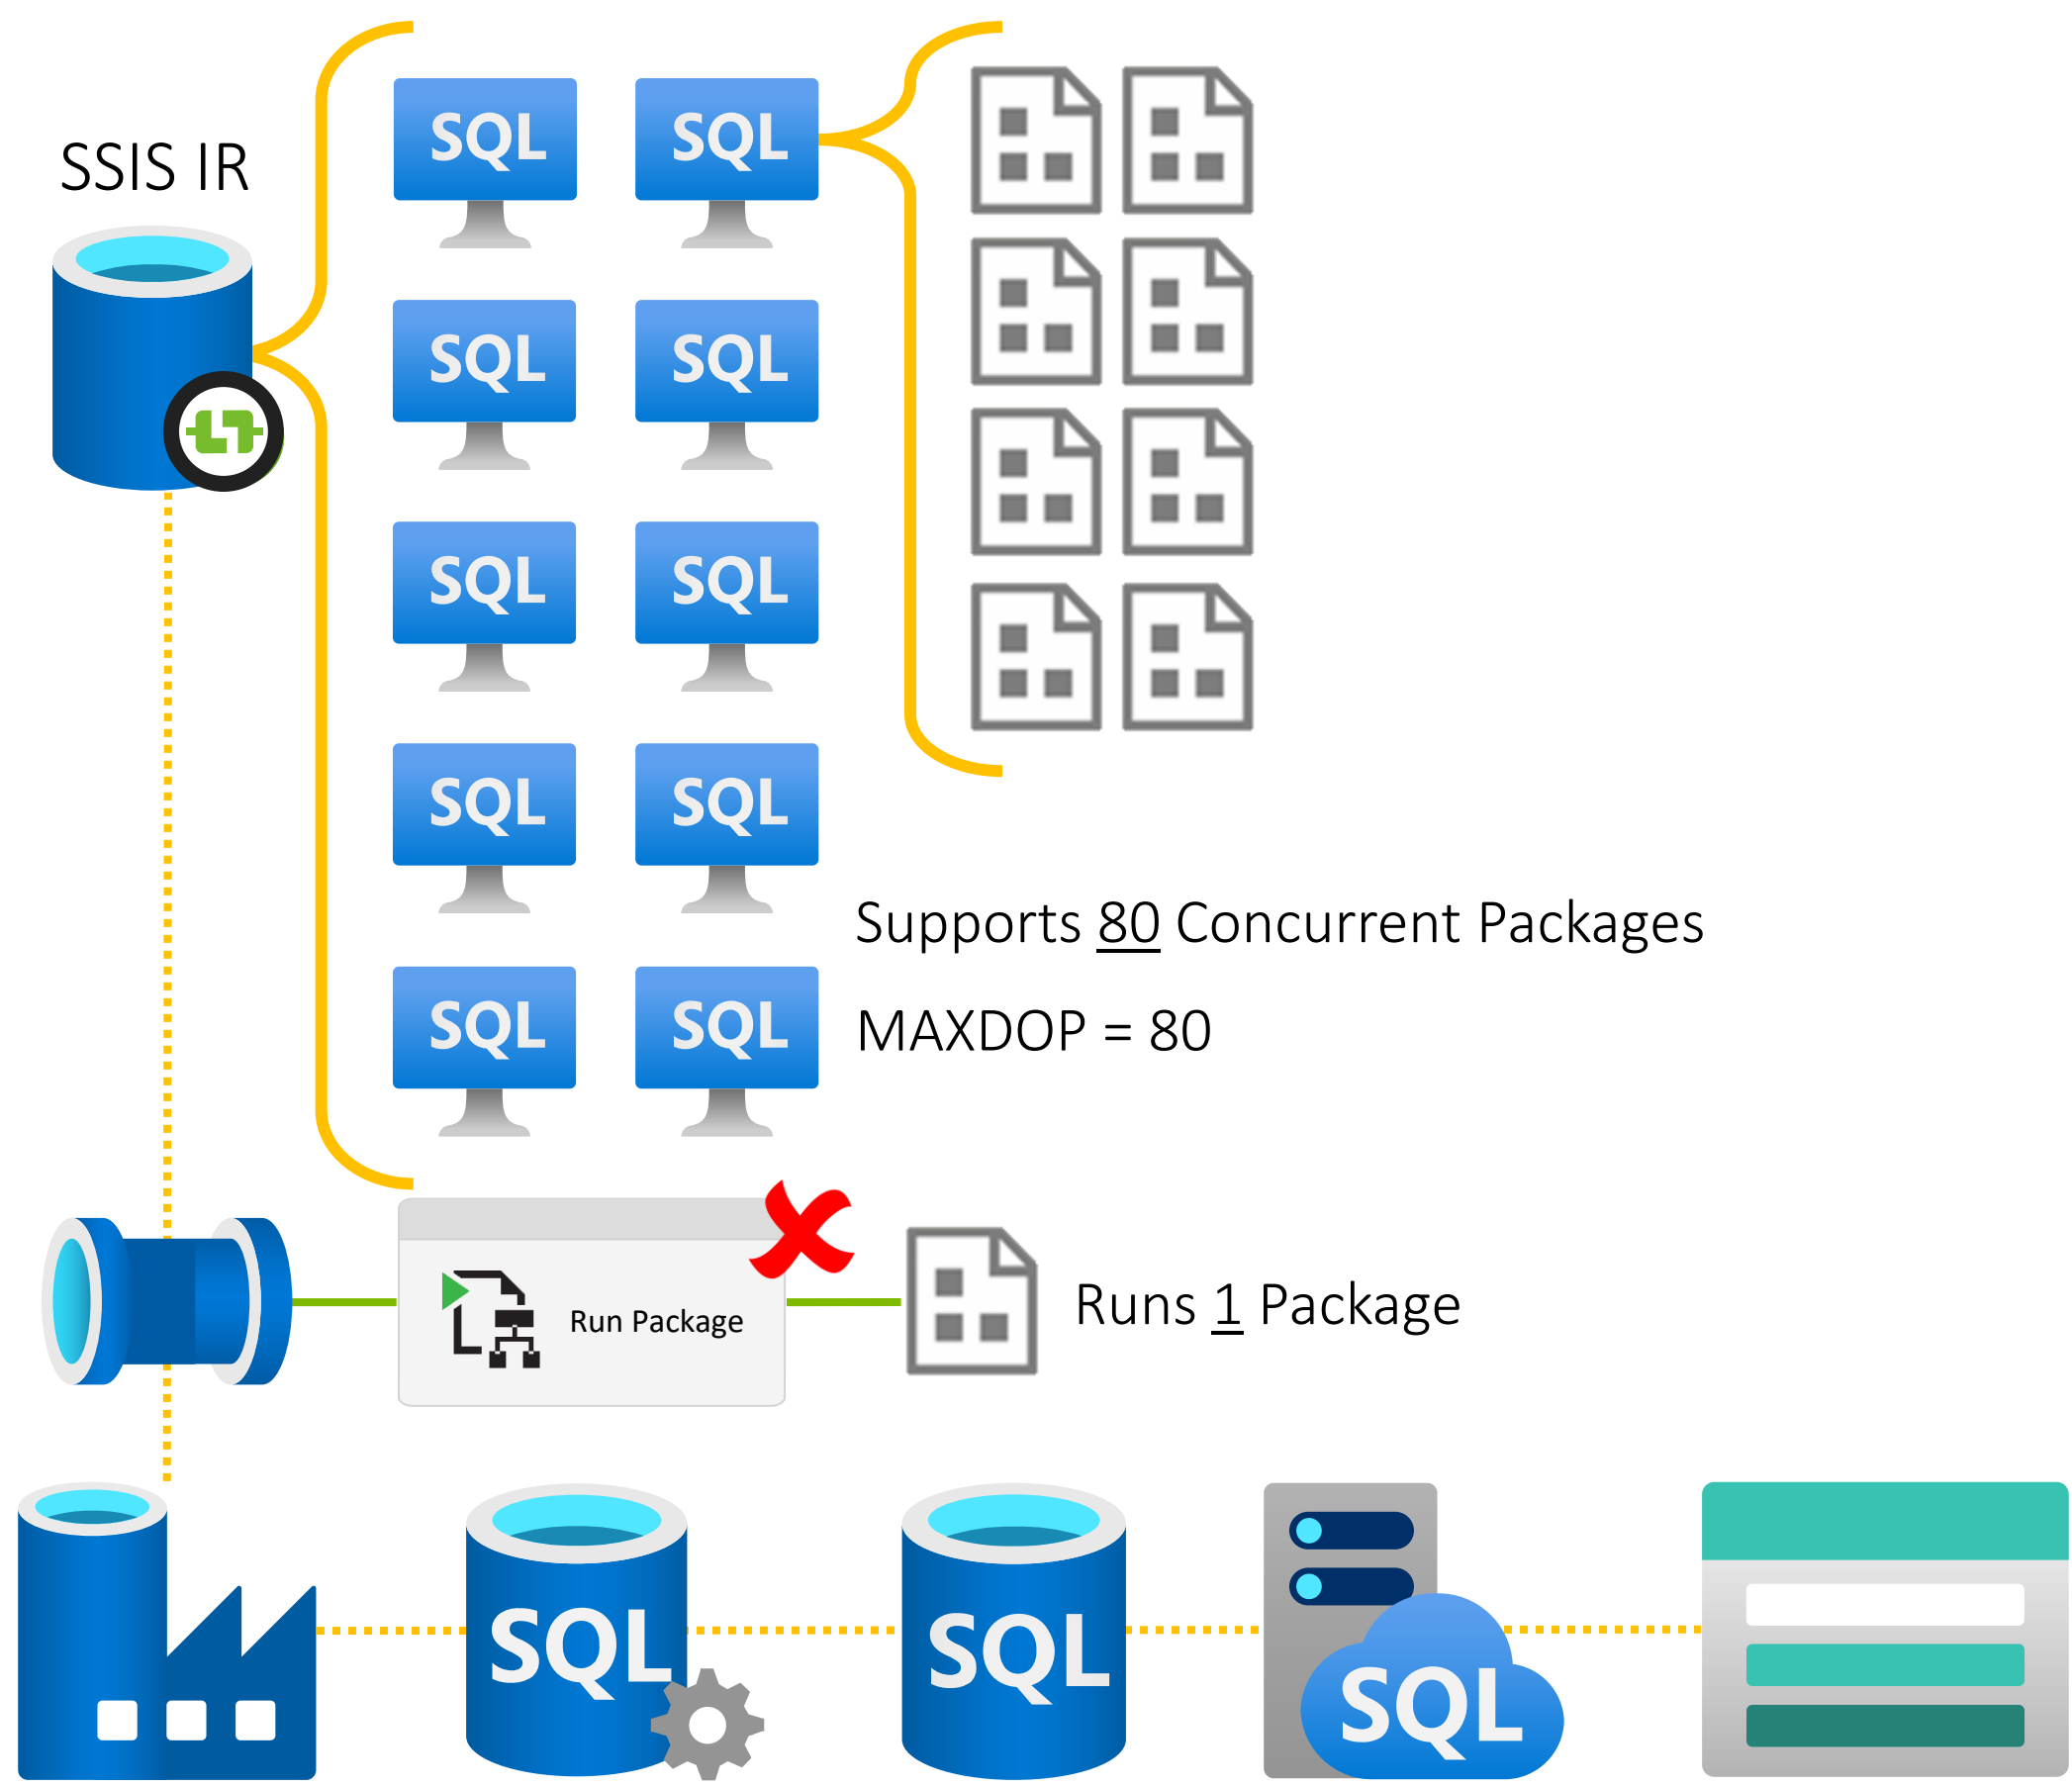 SSIS IR
SQL SQL
SQL SQL
SQL SQL
SQL SQL
SQL SQL
Supports 80 Concurrent Packages
MAXDOP = 80
Run Package
Runs 1 Package
SQL
SQL
SQL